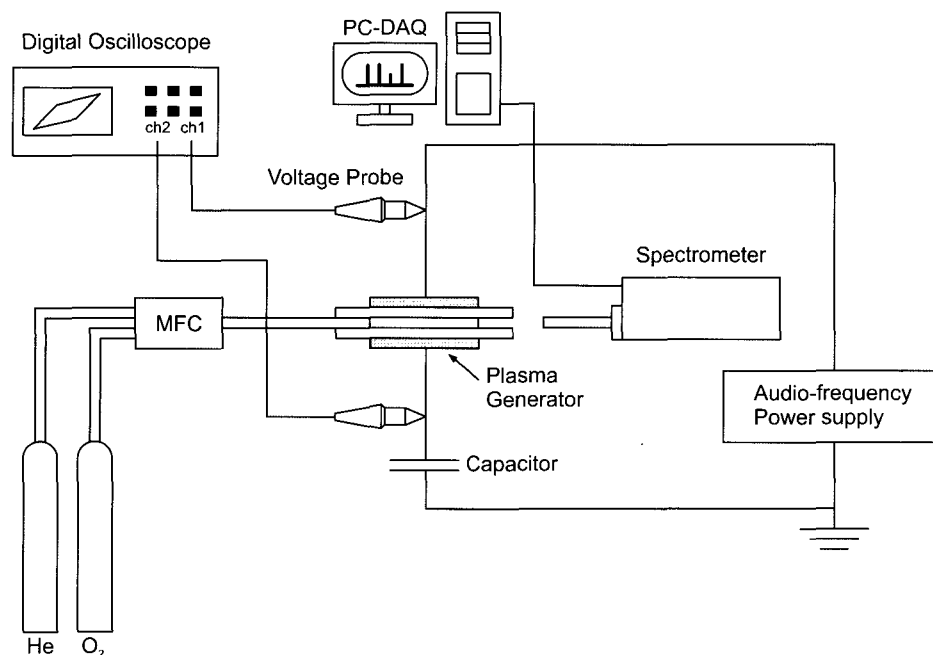 Digital Oscilloscope
PC-DAQ
ch2 ch1
Voltage Probe
Spectrometer
MFC
Plasma
Generator
Audio-frequency
Power supply
Capacitor
He O₂